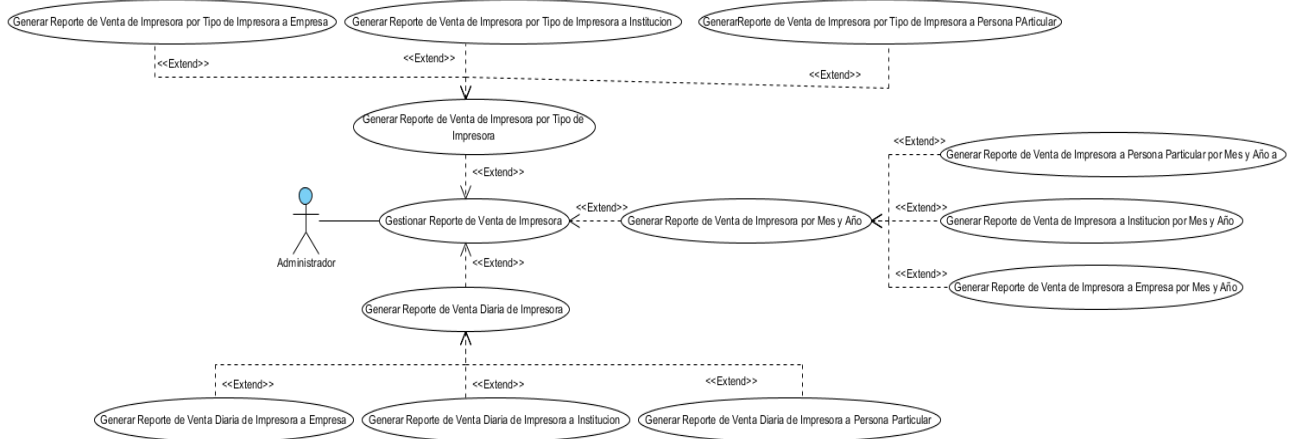 Generar Reporte de Venta de Impresora por Tipo de Impresora a Empresa
Generar Reporte de Venta de Impresora por Tipo de Impresora a Institucion
GenerarReporte de Venta de Impresora por Tipo de Impresora a Persona PArticular
<<Extend>>
<<Extend>>
<<Extend>>
Generar Reporte de Venta de Impresora por Tipo de
Impresora
<<Extend>>
<<Extend>>
Generar Reporte de Venta de Impresora a Persona Particular por Mes y Año a
Administrador
Gestionar Reporte de Venta de Impresora
<<Extend>>
Generar Reporte de Venta de Impresora por Mes y Año
<<Extend>>
Generar Reporte de Venta de Impresora a Institucion por Mes y Año
<<Extend>>
<<Extend>>
Generar Reporte de Venta de Impresora a Empresa por Mes y Año
Generar Reporte de Venta Diaria de Impresora
<<Extend>>
<<Extend>>
<<Extend>>
Generar Reporte de Venta Diaria de Impresora a Empresa
Generar Reporte de Venta Diaria de Impresora a Institucion
Generar Reporte de Venta Diaria de Impresora a Persona Particular